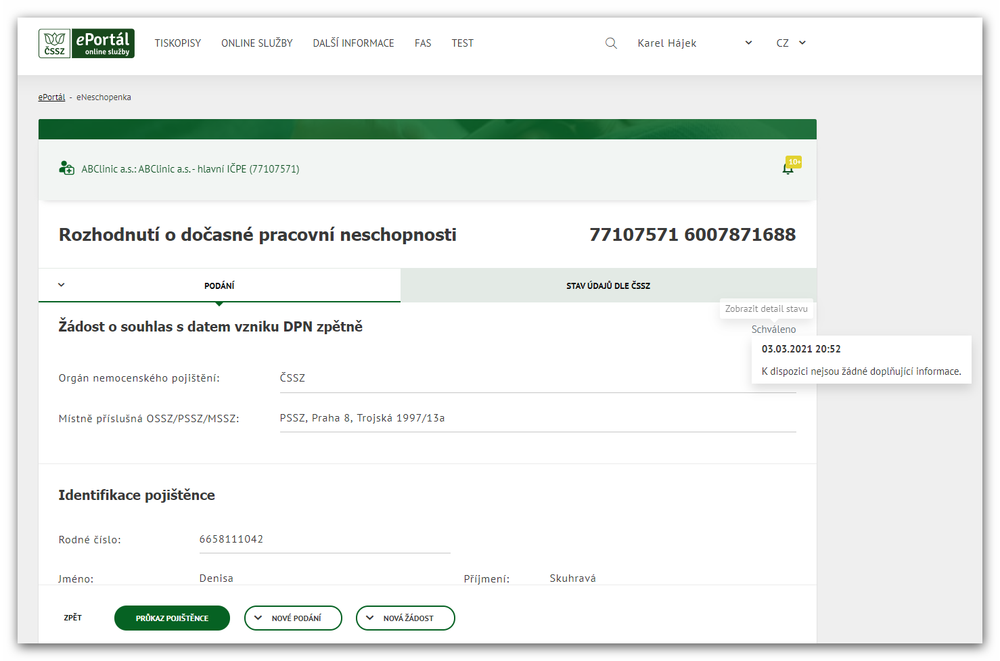 ČSSZ ePortál online služby TISKOPISY ONLINE SLUŽBY DALŠÍ INFORMACE FAS TEST Karel Hájek CZ
ePortál - eNeschopenka
ABClinic a.s.: ABClinic a.s. - hlavní IČPE (77107571) 10+
Rozhodnutí o dočasné pracovní neschopnosti 77107571 6007871688
PODÁNÍ STAV ÚDAJŮ DLE ČSSZ
Zobrazit detail stavu
Žádost o souhlas s datem vzniku DPN zpětně Schváleno
03.03.2021 20:52
K dispozici nejsou žádné doplňující informace.
Orgán nemocenského pojištění: ČSSZ
Místně příslušná OSSZ/PSSZ/MSSZ: PSSZ, Praha 8, Trojská 1997/13a
Identifikace pojištěnce
Rodné číslo: 6658111042
Jméno: Denisa Příjmení: Skuhravá
ZPĚT PRŮKAZ POJIŠTĚNCE NOVÉ PODÁNÍ NOVÁ ŽÁDOST